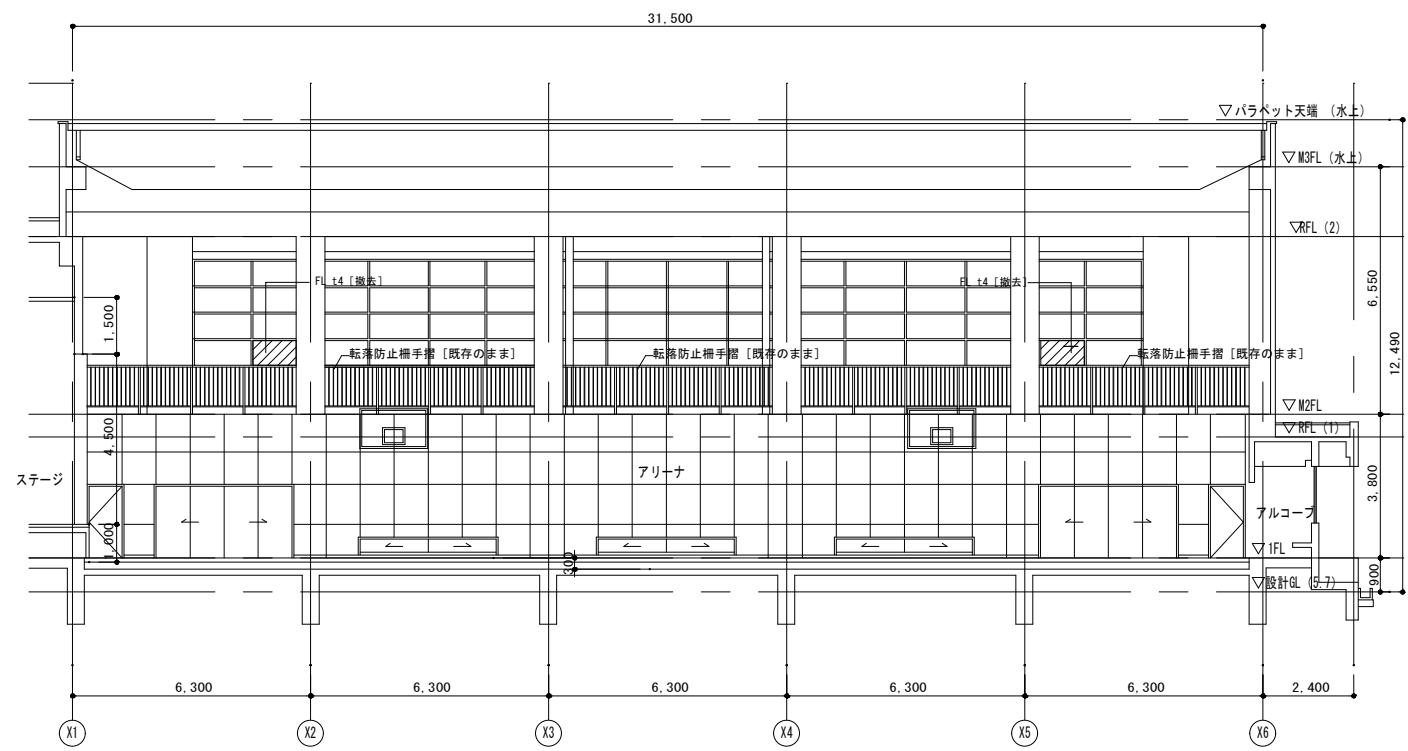 31,500
▽パラペット天端 (水上)
▽M3FL (水上)
▽RFL (2)
FL t4 [撤去]
FL t4 [撤去]
1,500
6,550
12,490
転落防止柵手摺 [既存のまま]
転落防止柵手摺 [既存のまま]
転落防止柵手摺 [既存のまま]
▽M2FL
▽RFL (1)
4,500
ステージ
アリーナ
3,800
アルコーブ
1,000
▽1FL
300
▽設計GL (5.7)
900
6,300
6,300
6,300
6,300
6,300
2,400
X1
X2
X3
X4
X5
X6